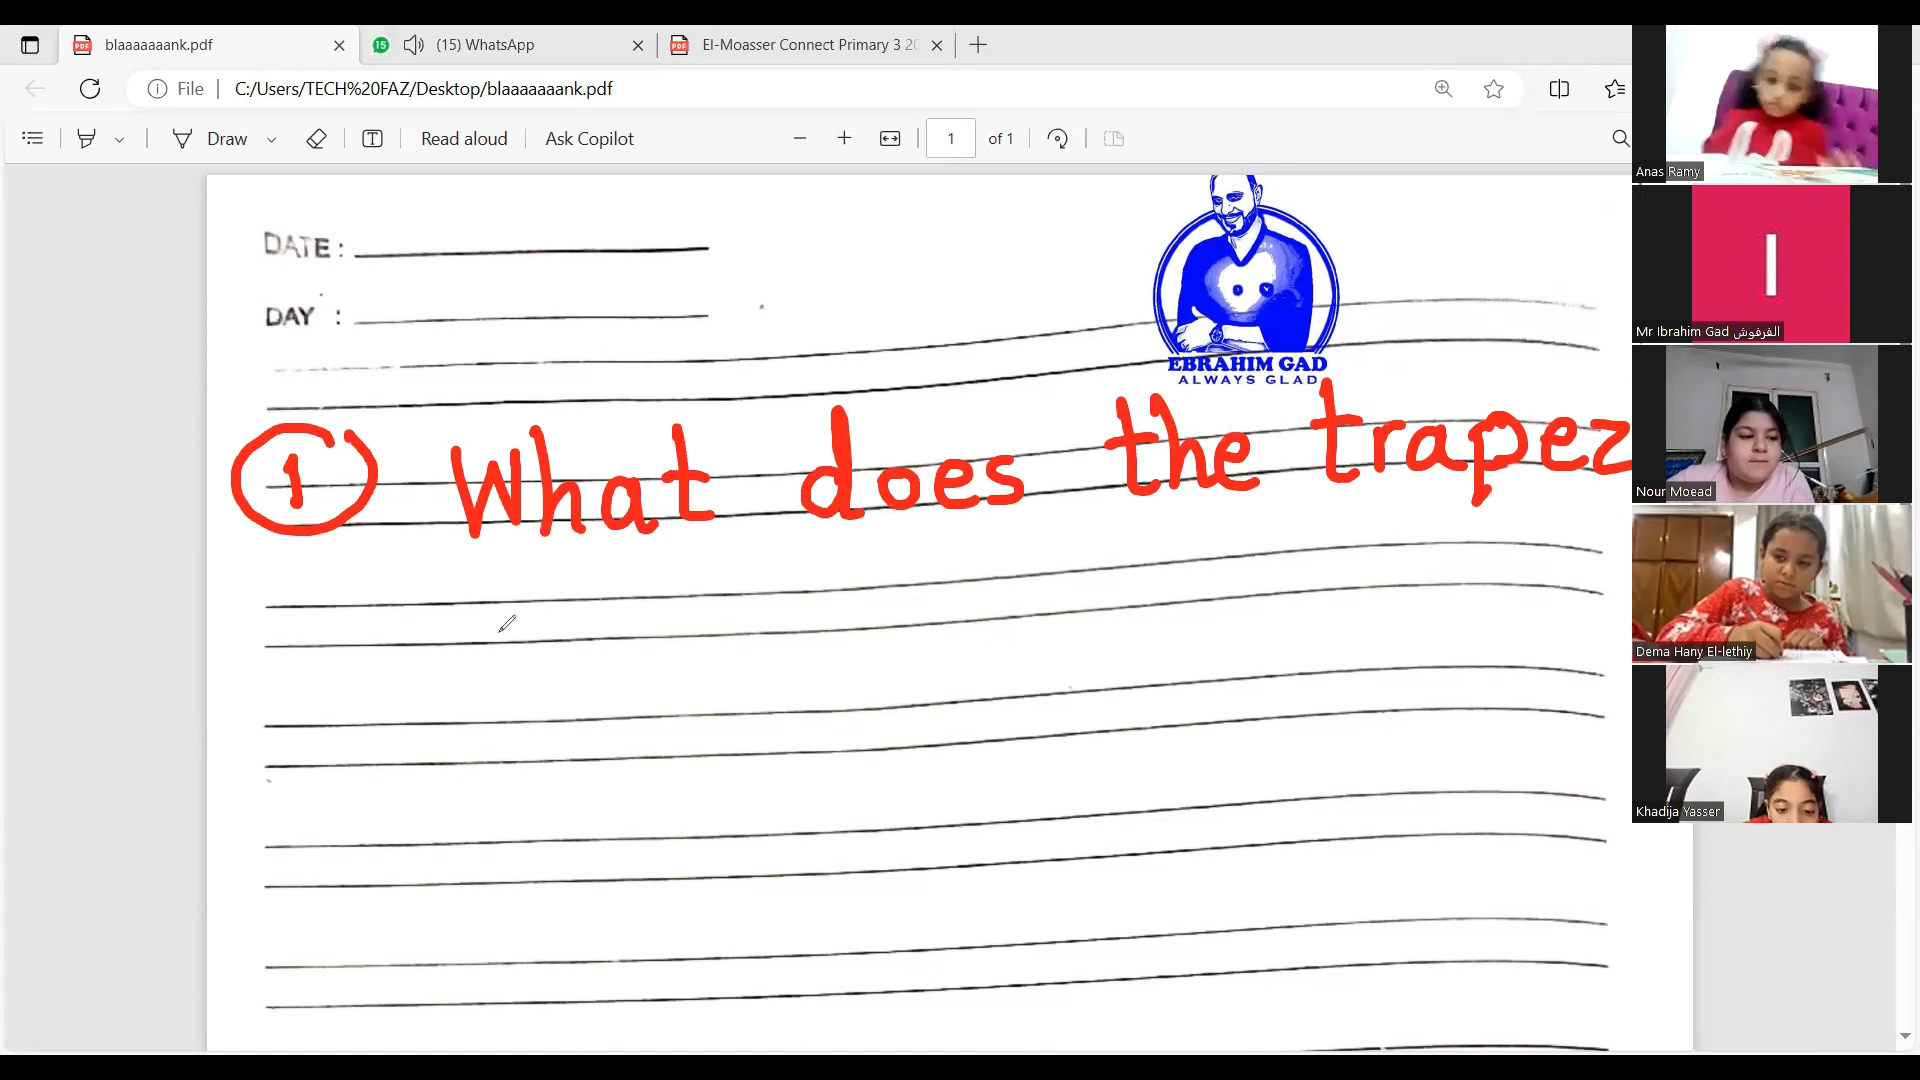 blaaaaaaank.pdf
(15) WhatsApp
El-Moasser Connect Primary 3 20
File
C:/Users/TECH%20FAZ/Desktop/blaaaaaaank.pdf
Draw
Read aloud
Ask Copilot
1
of 1
DATE :
DAY :
EBRAHIM GAD
ALWAYS GLAD
1 What does the trapez
Anas Ramy
I
Mr Ibrahim Gad الفرفوش
Nour Moead
Dema Hany El-lethiy
Khadija Yasser